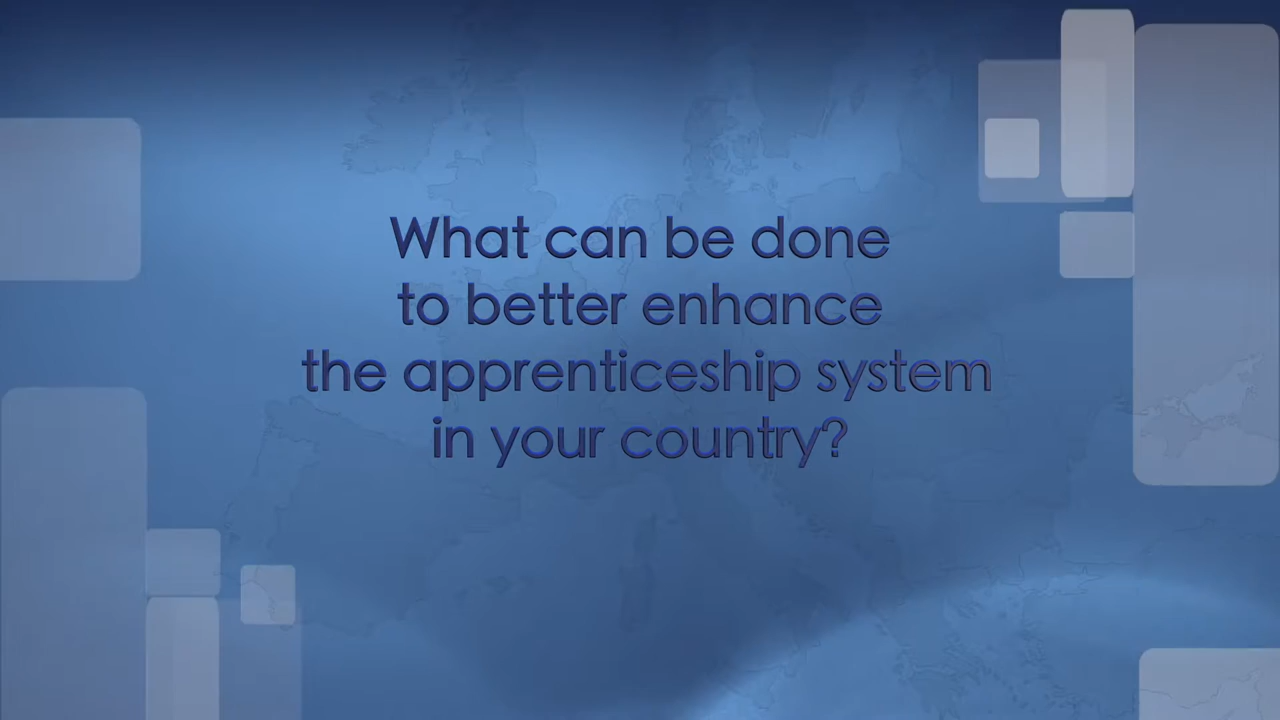 What can be done
to better enhance
the apprenticeship system
in your country?